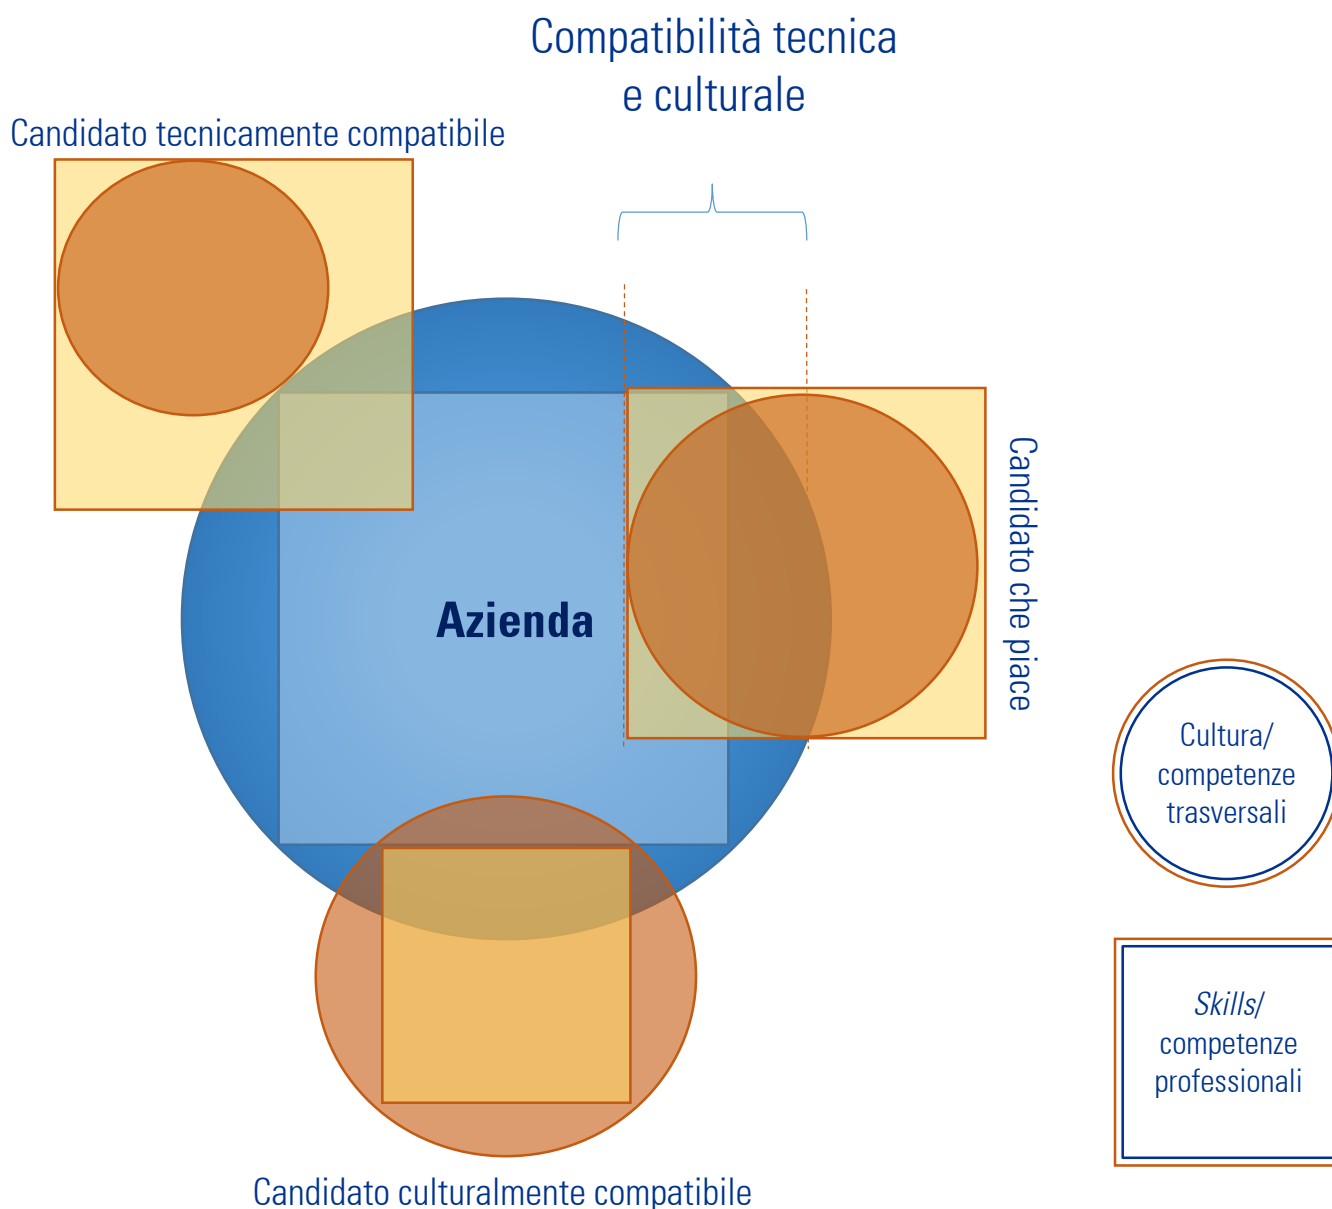 Compatibilità tecnica
e culturale
Candidato tecnicamente compatibile
Candidato che piace
Azienda
Cultura/
competenze
trasversali
Skills/
competenze
professionali
Candidato culturalmente compatibile